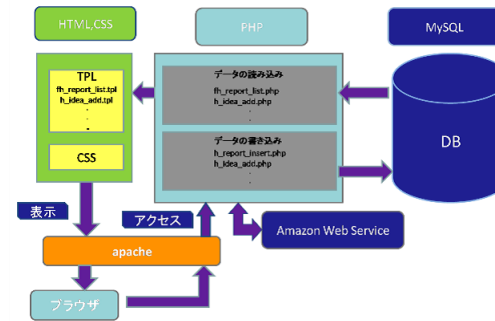 HTML,CSS
PHP
MySQL
TPL
fh_report_list.tpl
h_idea_add.tpl
.
.
.
CSS
データの読み込み
fh_report_list.php
h_idea_add.php
.
.
データの書き込み
h_report_insert.php
h_idea_add.php
.
.
DB
表示
アクセス
Amazon Web Service
apache
ブラウザ